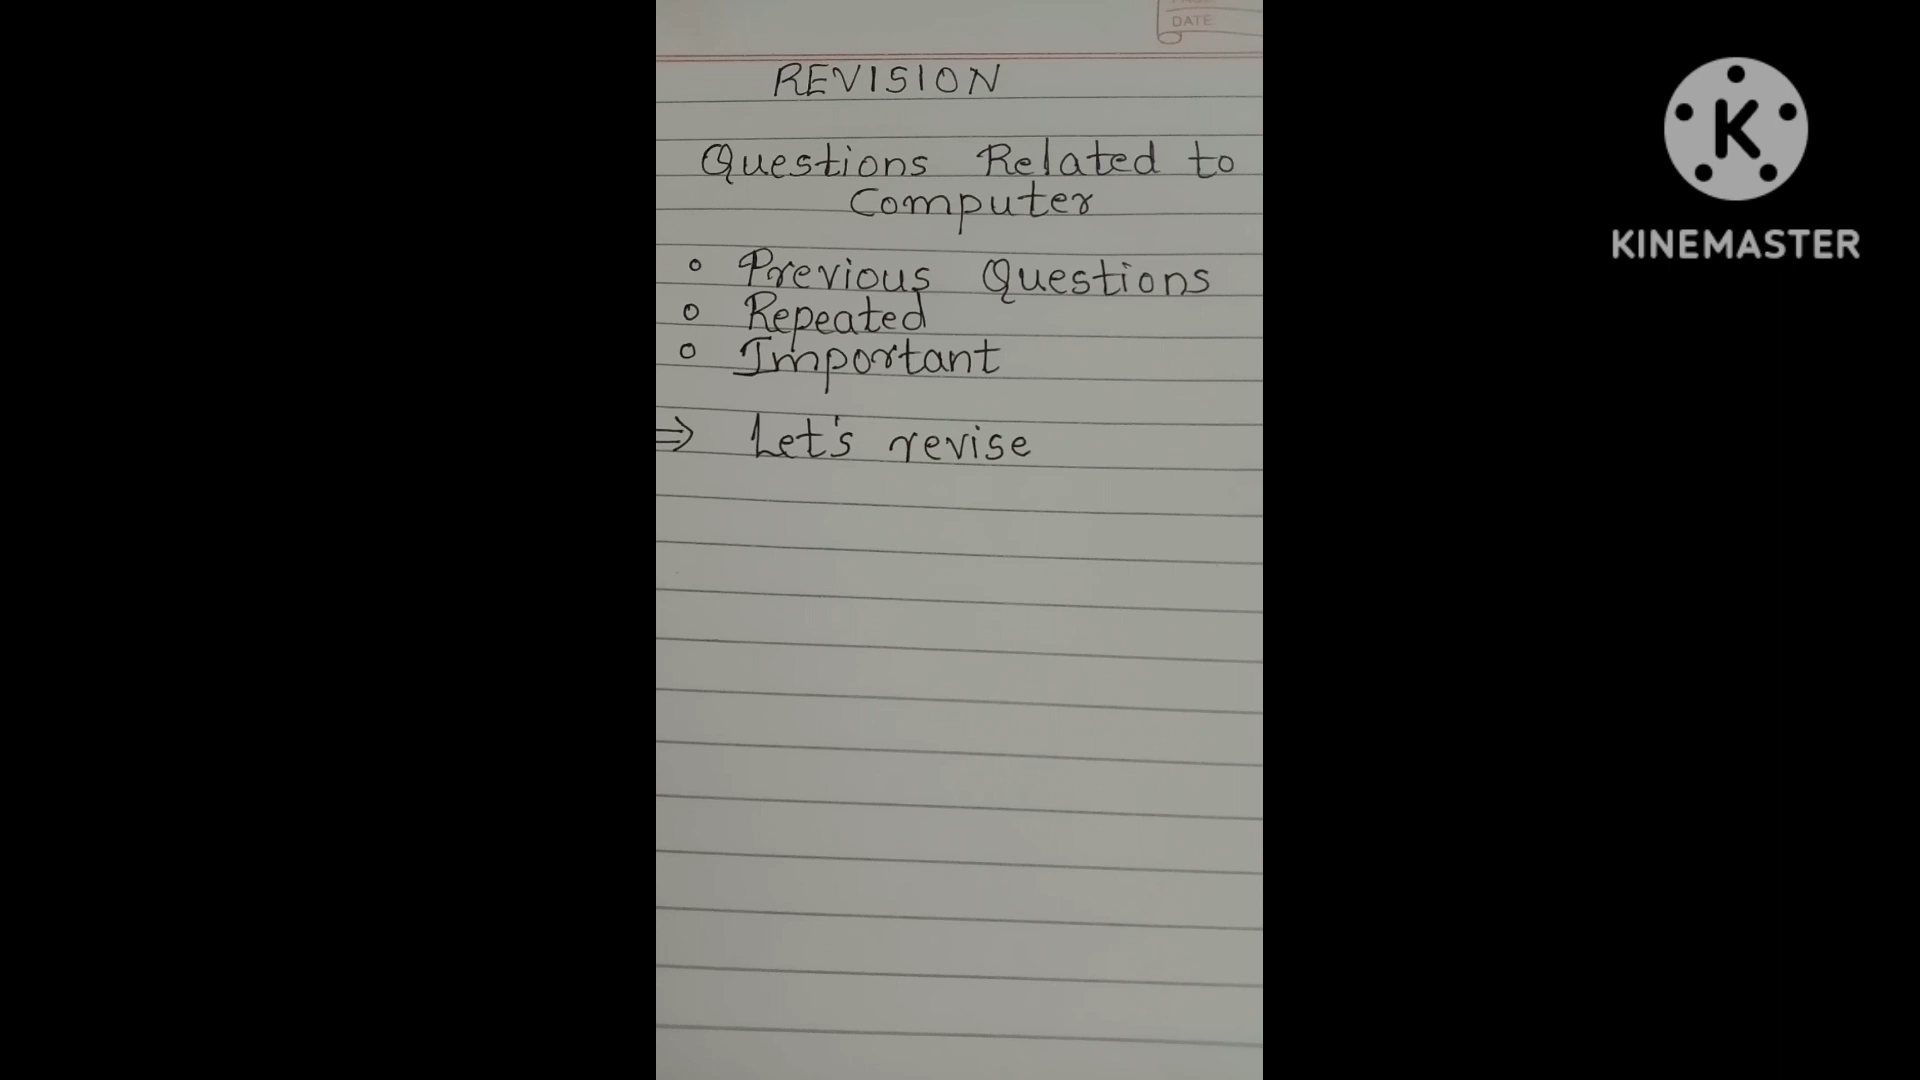 DATE
REVISION
Questions Related to
Computer
Previous Questions
Repeated
Important
⇒ Let's revise
K
KINEMASTER